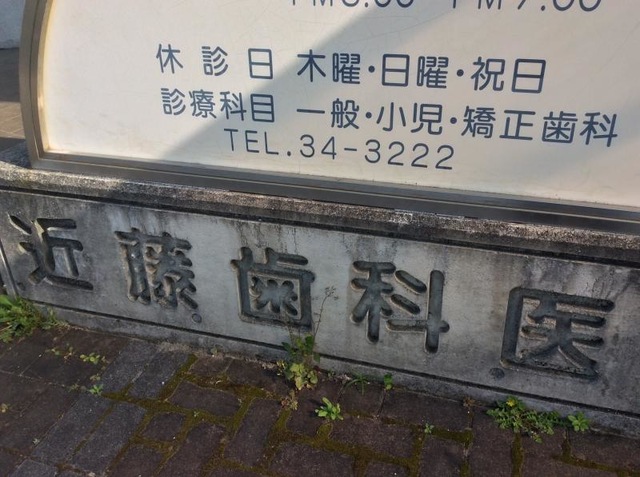 休診日 木曜・日曜・祝日
診療科目 一般・小児・矯正歯科
TEL.34-3222
近藤歯科医